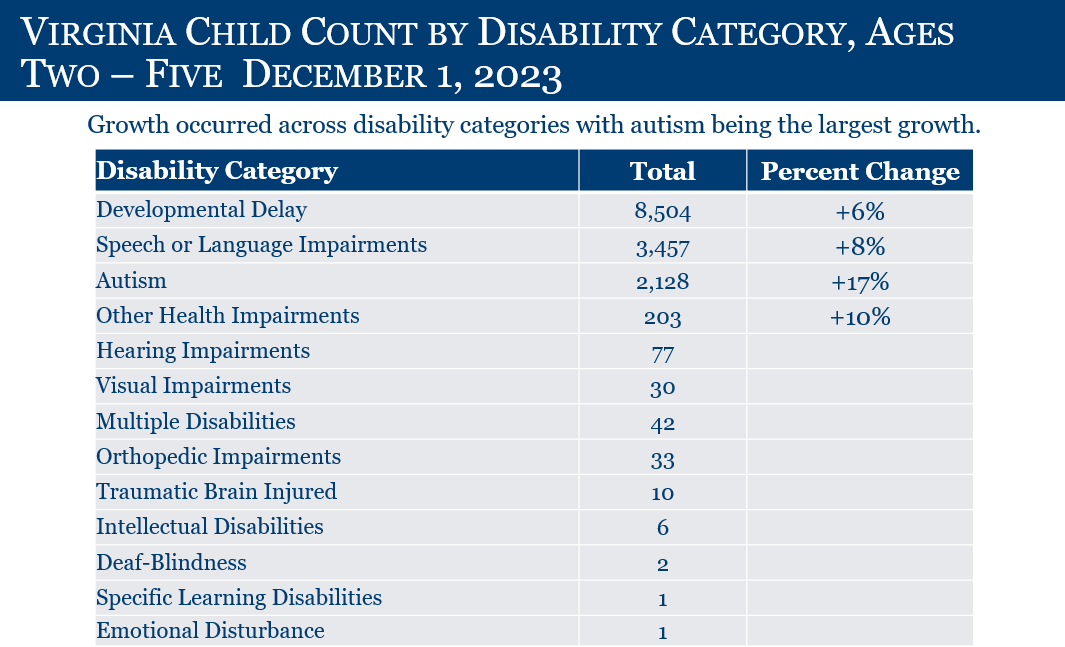 Virginia Child Count by Disability Category, Ages
Two – Five December 1, 2023
Growth occurred across disability categories with autism being the largest growth.
Disability Category Total Percent Change
Developmental Delay 8,504 +6%
Speech or Language Impairments 3,457 +8%
Autism 2,128 +17%
Other Health Impairments 203 +10%
Hearing Impairments 77
Visual Impairments 30
Multiple Disabilities 42
Orthopedic Impairments 33
Traumatic Brain Injured 10
Intellectual Disabilities 6
Deaf-Blindness 2
Specific Learning Disabilities 1
Emotional Disturbance 1